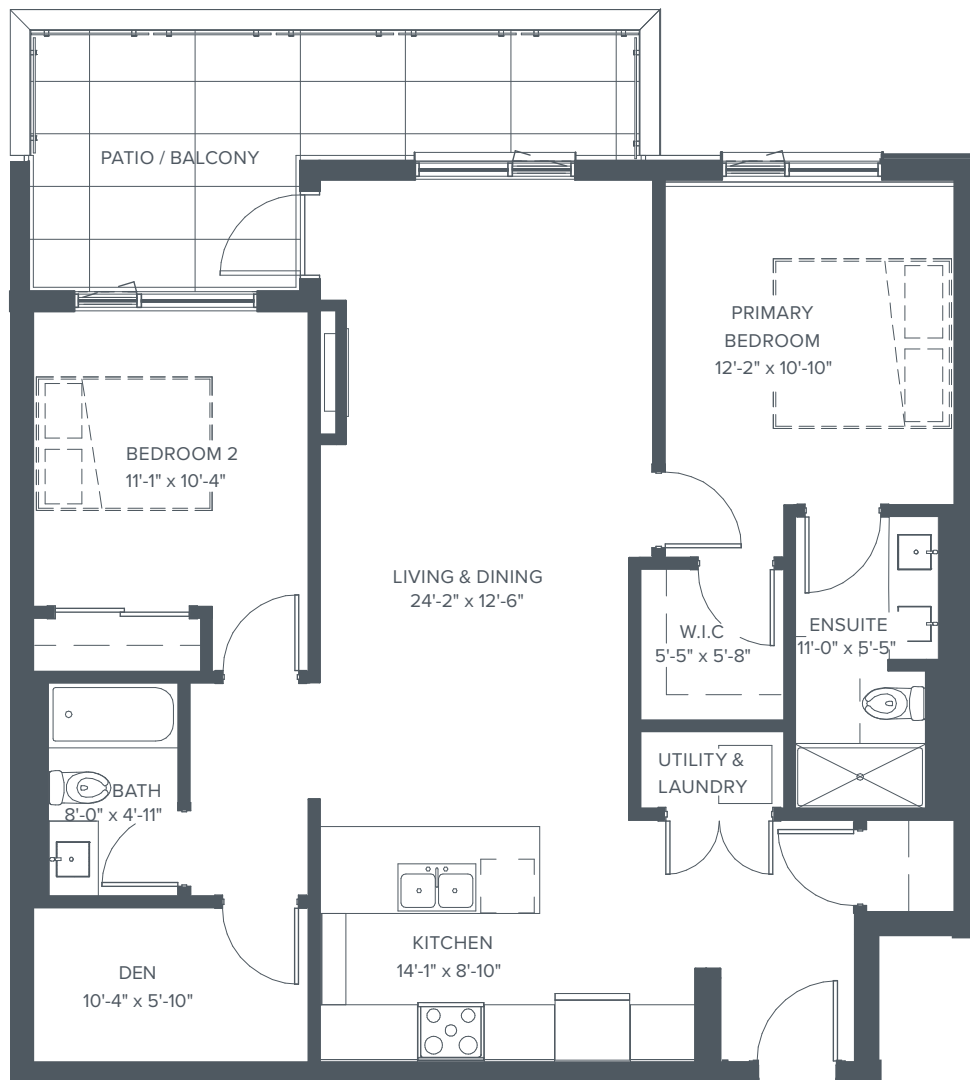 PATIO / BALCONY
PRIMARY
BEDROOM
12'-2" x 10'-10"
BEDROOM 2
11'-1" x 10'-4"
LIVING & DINING
24'-2" x 12'-6"
W.I.C
5'-5" x 5'-8"
ENSUITE
11'-0" x 5'-5"
UTILITY &
LAUNDRY
BATH
8'-0" x 4'-11"
KITCHEN
14'-1" x 8'-10"
DEN
10'-4" x 5'-10"